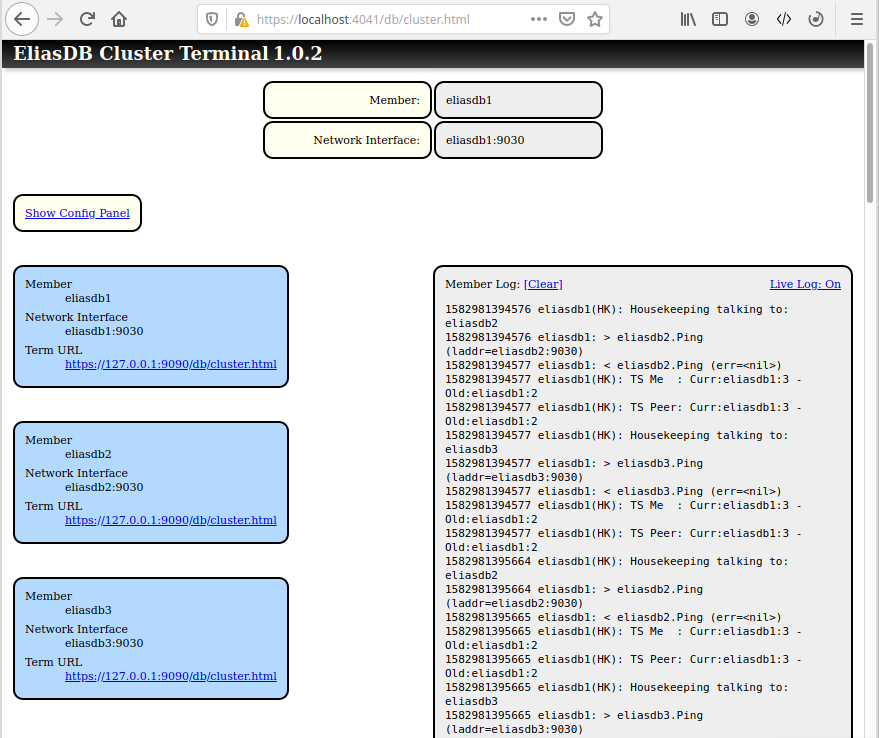 https://localhost:4041/db/cluster.html
EliasDB Cluster Terminal 1.0.2
Member:
eliasdb1
Network Interface:
eliasdb1:9030
Show Config Panel
Member
eliasdb1
Network Interface
eliasdb1:9030
Term URL
https://127.0.0.1:9090/db/cluster.html
Member
eliasdb2
Network Interface
eliasdb2:9030
Term URL
https://127.0.0.1:9090/db/cluster.html
Member
eliasdb3
Network Interface
eliasdb3:9030
Term URL
https://127.0.0.1:9090/db/cluster.html
Member Log: [Clear]
Live Log: On
1582981394576 eliasdb1(HK): Housekeeping talking to:
eliasdb2
1582981394576 eliasdb1: > eliasdb2.Ping
(laddr=eliasdb2:9030)
1582981394577 eliasdb1: < eliasdb2.Ping (err=<nil>)
1582981394577 eliasdb1(HK): TS Me  : Curr:eliasdb1:3 -
Old:eliasdb1:2
1582981394577 eliasdb1(HK): TS Peer: Curr:eliasdb1:3 -
Old:eliasdb1:2
1582981394577 eliasdb1(HK): Housekeeping talking to:
eliasdb3
1582981394577 eliasdb1: > eliasdb3.Ping
(laddr=eliasdb3:9030)
1582981394577 eliasdb1: < eliasdb3.Ping (err=<nil>)
1582981394577 eliasdb1(HK): TS Me  : Curr:eliasdb1:3 -
Old:eliasdb1:2
1582981394577 eliasdb1(HK): TS Peer: Curr:eliasdb1:3 -
Old:eliasdb1:2
1582981395664 eliasdb1(HK): Housekeeping talking to:
eliasdb2
1582981395664 eliasdb1: > eliasdb2.Ping
(laddr=eliasdb2:9030)
1582981395665 eliasdb1: < eliasdb2.Ping (err=<nil>)
1582981395665 eliasdb1(HK): TS Me  : Curr:eliasdb1:3 -
Old:eliasdb1:2
1582981395665 eliasdb1(HK): TS Peer: Curr:eliasdb1:3 -
Old:eliasdb1:2
1582981395665 eliasdb1(HK): Housekeeping talking to:
eliasdb3
1582981395665 eliasdb1: > eliasdb3.Ping
(laddr=eliasdb3:9030)